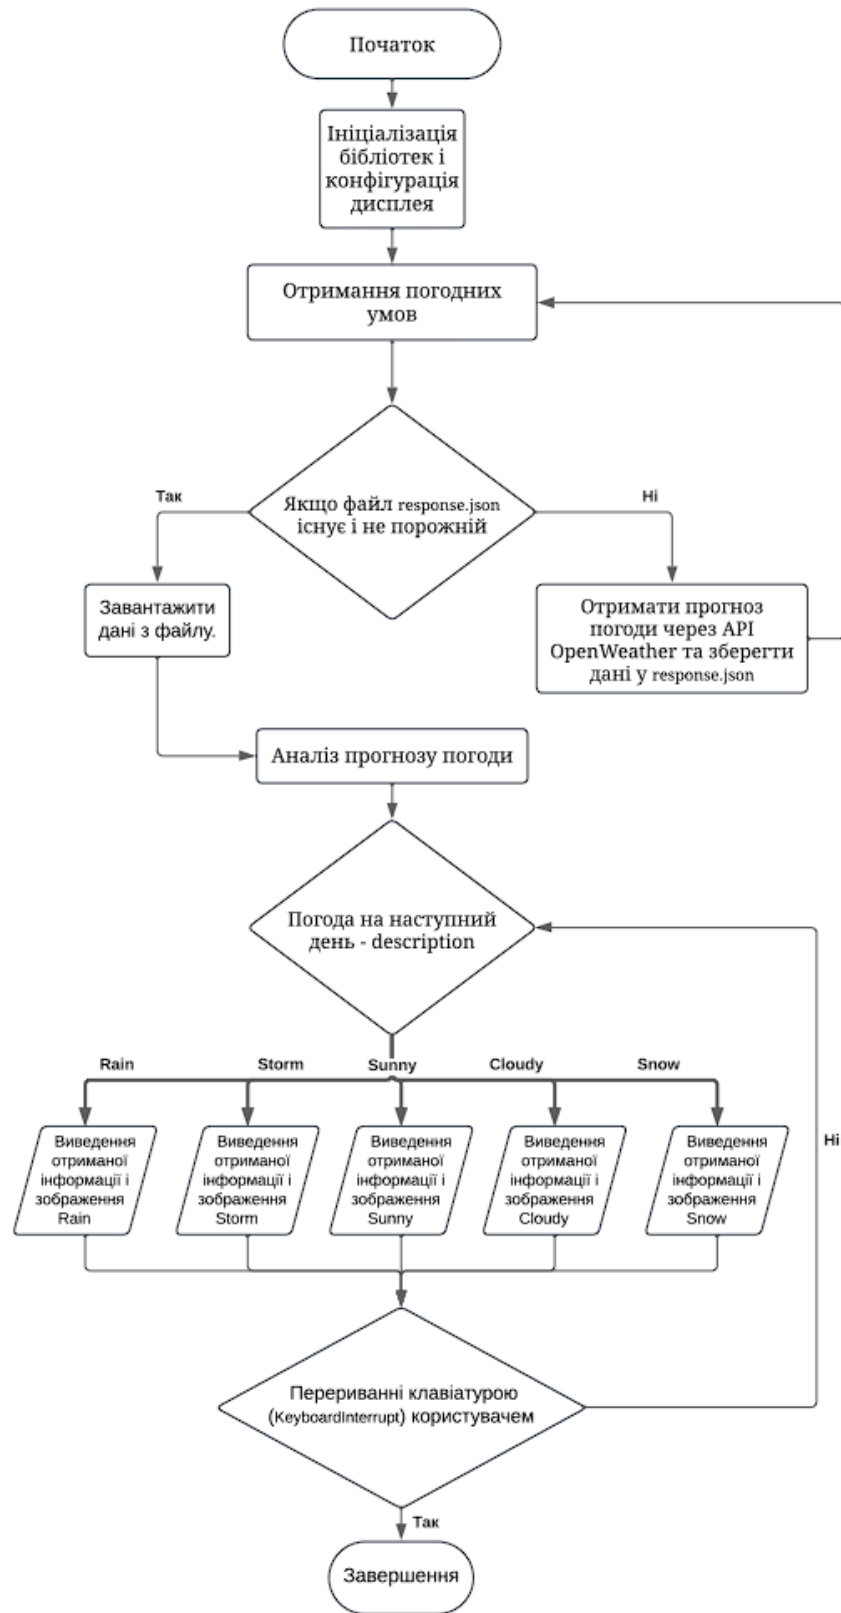 Початок
Ініціалізація
бібліотек і
конфігурація
дисплея
Отримання погодних
умов
Так
Ні
Якщо файл response.json
існує і не порожній
Завантажити
дані з файлу.
Отримати прогноз
погоди через API
OpenWeather та зберегти
дані у response.json
Аналіз прогнозу погоди
Погода на наступний
день - description
Rain
Storm
Sunny
Cloudy
Snow
Виведення
отриманої
інформації і
зображення
Rain
Виведення
отриманої
інформації і
зображення
Storm
Виведення
отриманої
інформації і
зображення
Sunny
Виведення
отриманої
інформації і
зображення
Cloudy
Виведення
отриманої
інформації і
зображення
Snow
Ні
Перериванні клавіатурою
(KeyboardInterrupt) користувачем
Так
Завершення